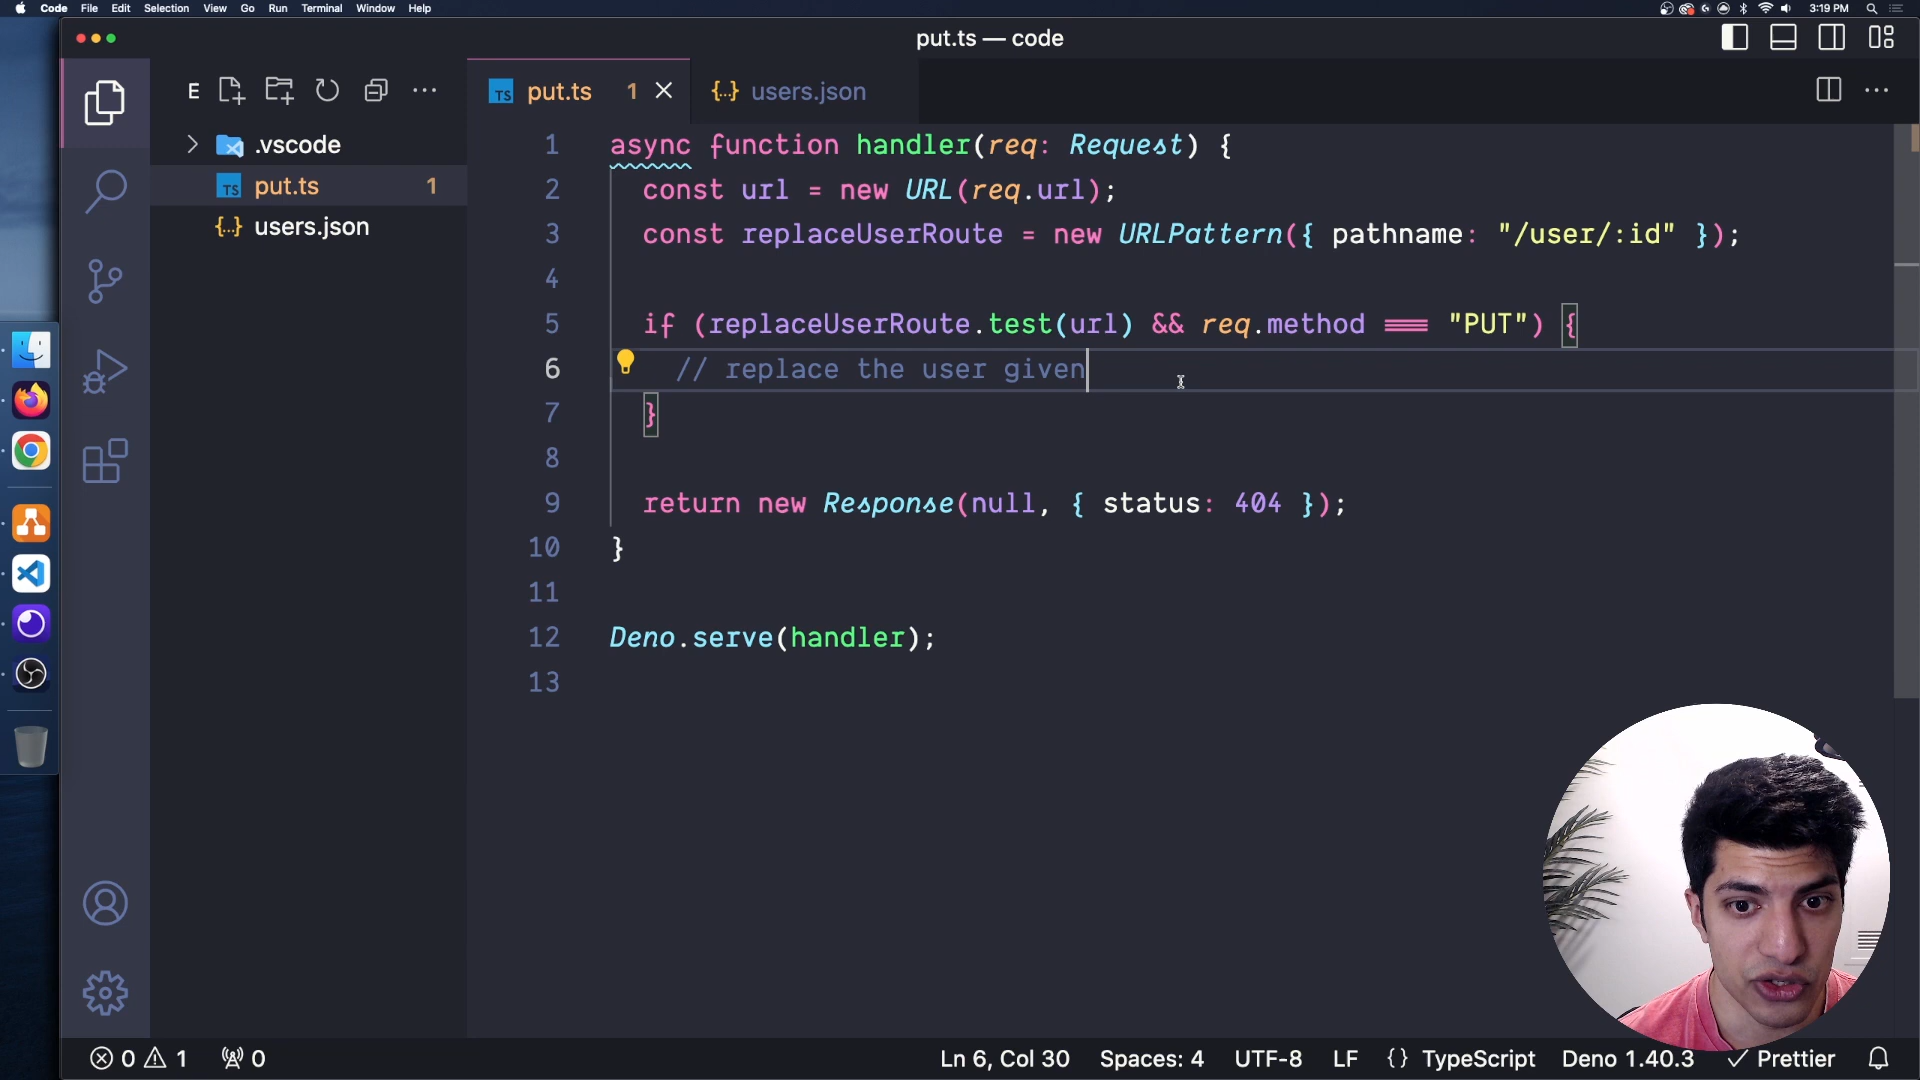 Code File Edit Selection View Go Run Terminal Window Help 3:19 PM
put.ts — code
E
put.ts 1
users.json
.vscode
TS put.ts 1
{..} users.json
1 async function handler(req: Request) {
2 const url = new URL(req.url);
3 const replaceUserRoute = new URLPattern({ pathname: "/user/:id" });
4
5 if (replaceUserRoute.test(url) && req.method === "PUT") {
6 // replace the user given
7 }
8
9 return new Response(null, { status: 404 });
10 }
11
12 Deno.serve(handler);
13
0 1 0
Ln 6, Col 30 Spaces: 4 UTF-8 LF {} TypeScript Deno 1.40.3 Prettier